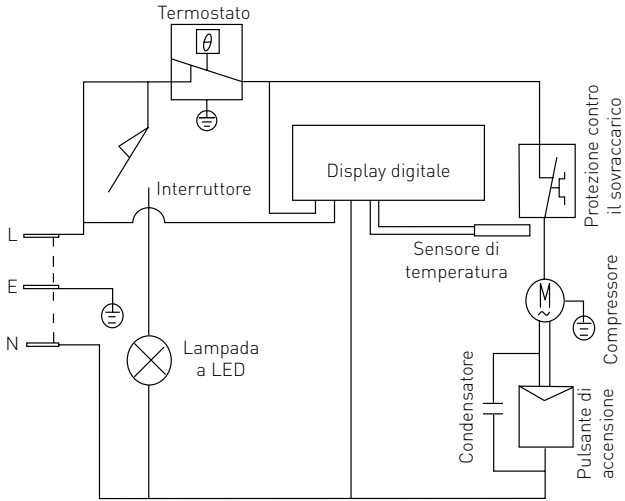 Termostato
θ
Display digitale
Protezione contro
il sovraccarico
Interruttore
L
Sensore di
temperatura
E
M
~
Compressore
N
Lampada
a LED
Condensatore
Pulsante di
accensione